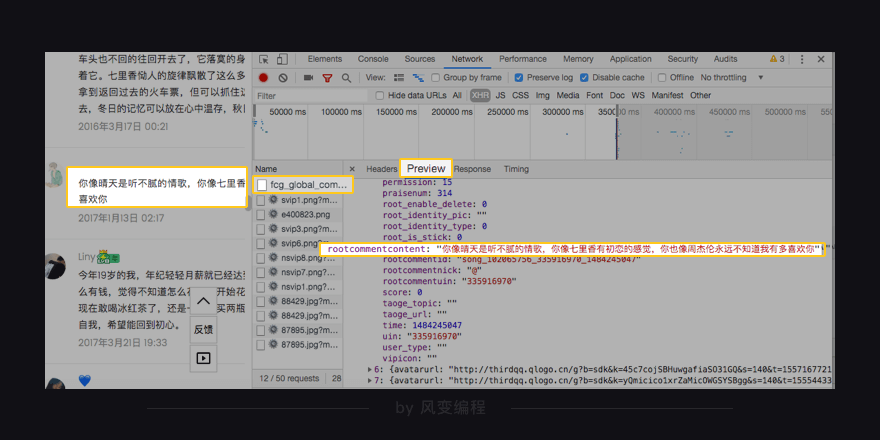 车头也不回的往回开去了，它落寞的身
着它。七里香恸人的旋律飘散了这么多
拿到返回过去的火车票，但可以抓住过
去，冬日的记忆可以放在心中温存，秋日
2016年3月17日 00:21
你像晴天是听不腻的情歌，你像七里香
喜欢你
2017年1月13日 02:17
Liny
今年19岁的我，年纪轻轻月薪就已经达
么有钱，觉得不知道怎么花
开始花
现在敢喝冰红茶了，还是一
买两瓶
自我，希望能回到初心。
2017年3月21日 19:33
反馈
Elements Console Sources Network Performance Memory Application Security Audits 3
View: Group by frame Preserve log Disable cache Offline No throttling
Filter Hide data URLs All XHR JS CSS Img Media Font Doc WS Manifest Other
50000 ms 100000 ms 150000 ms 200000 ms 250000 ms 300000 ms 350 00 ms 400000 ms 450000 ms 500000 ms 550
Name
fcg_global_com...
svip1.png?m...
e400823.png
svip3.png?m...
svip6.png?m...
nsvip8.png?m...
nsvip7.png?m...
nsvip1.png?m...
88429.jpg?m...
88429.jpg?m...
87895.jpg?m...
87895.jpg?m...
12 / 50 requests 28
Headers Preview Response Timing
permission: 15
praisenum: 314
root_enable_delete: 0
root_identity_pic: ""
root_identity_type: 0
root_is_stick: 0
rootcommentcontent: "你像晴天是听不腻的情歌，你像七里香有初恋的感觉，你也像周杰伦永远不知道我有多喜欢你"
rootcommentid: "song_102065756_335916970_1484245047"
rootcommentnick: "@"
rootcommentuin: "335916970"
score: 0
taoge_topic: ""
taoge_url: ""
time: 1484245047
uin: "335916970"
user_type: ""
vipicon: ""
6: {avatarurl: "http://thirdqq.qlogo.cn/g?b=sdk&k=45c7cojSBHuwgafiaSO31GQ&s=140&t=1557167721
7: {avatarurl: "http://thirdqq.qlogo.cn/g?b=sdk&k=yQmicico1xrZaMicOWGSYSBgg&s=140&t=15554433
by 风变编程